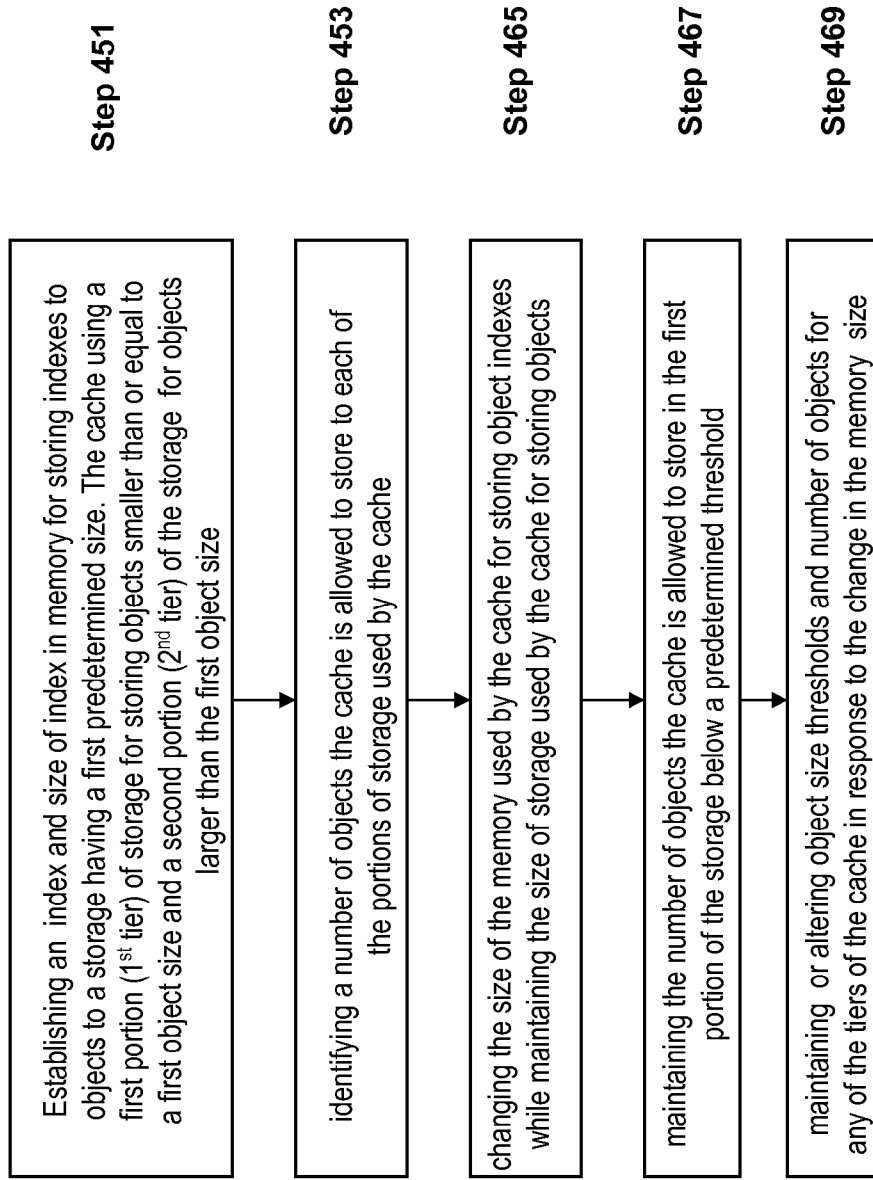 Establishing an index and size of index in memory for storing indexes to
objects to a storage having a first predetermined size. The cache using a
first portion (1st tier) of storage for storing objects smaller than or equal to
a first object size and a second portion (2nd tier) of the storage for objects
larger than the first object size
Step 451
identifying a number of objects the cache is allowed to store to each of
the portions of storage used by the cache
Step 453
changing the size of the memory used by the cache for storing object indexes
while maintaining the size of storage used by the cache for storing objects
Step 465
maintaining the number of objects the cache is allowed to store in the first
portion of the storage below a predetermined threshold
Step 467
maintaining or altering object size thresholds and number of objects for
any of the tiers of the cache in response to the change in the memory size
Step 469